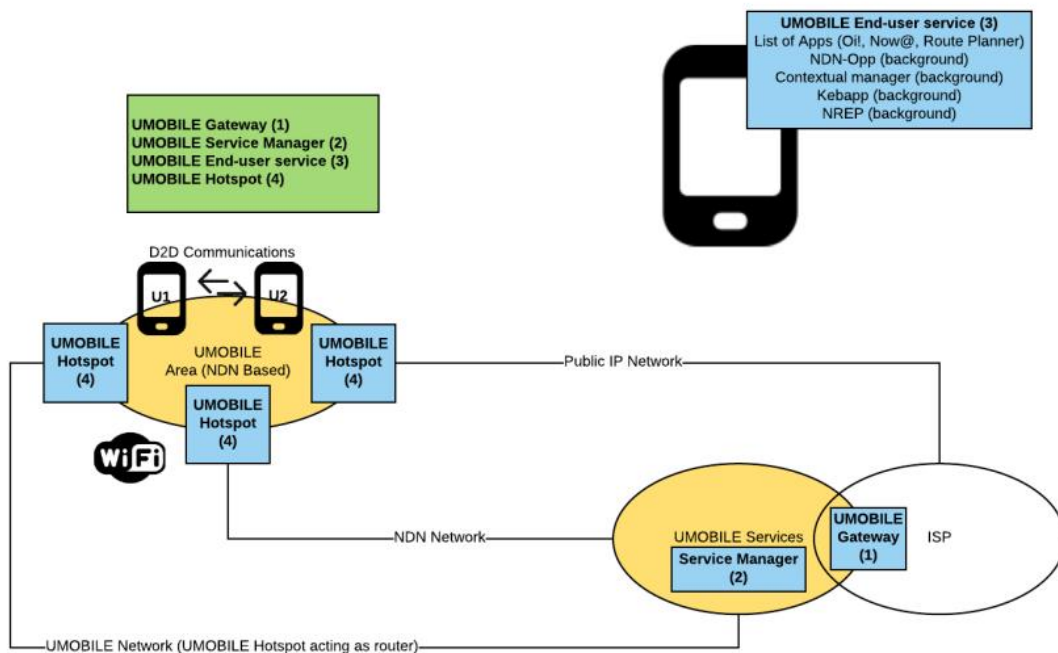 UMOBILE End-user service (3)
List of Apps (Oi!, Now@, Route Planner)
NDN-Opp (background)
Contextual manager (background)
Kebapp (background)
NREP (background)
UMOBILE Gateway (1)
UMOBILE Service Manager (2)
UMOBILE End-user service (3)
UMOBILE Hotspot (4)
D2D Communications
U1
U2
UMOBILE
Hotspot
(4)
UMOBILE
Area (NDN Based)
UMOBILE
Hotspot
(4)
UMOBILE
Hotspot
(4)
WiFi
Public IP Network
NDN Network
UMOBILE Services
Service Manager
(2)
UMOBILE
Gateway
(1)
ISP
UMOBILE Network (UMOBILE Hotspot acting as router)